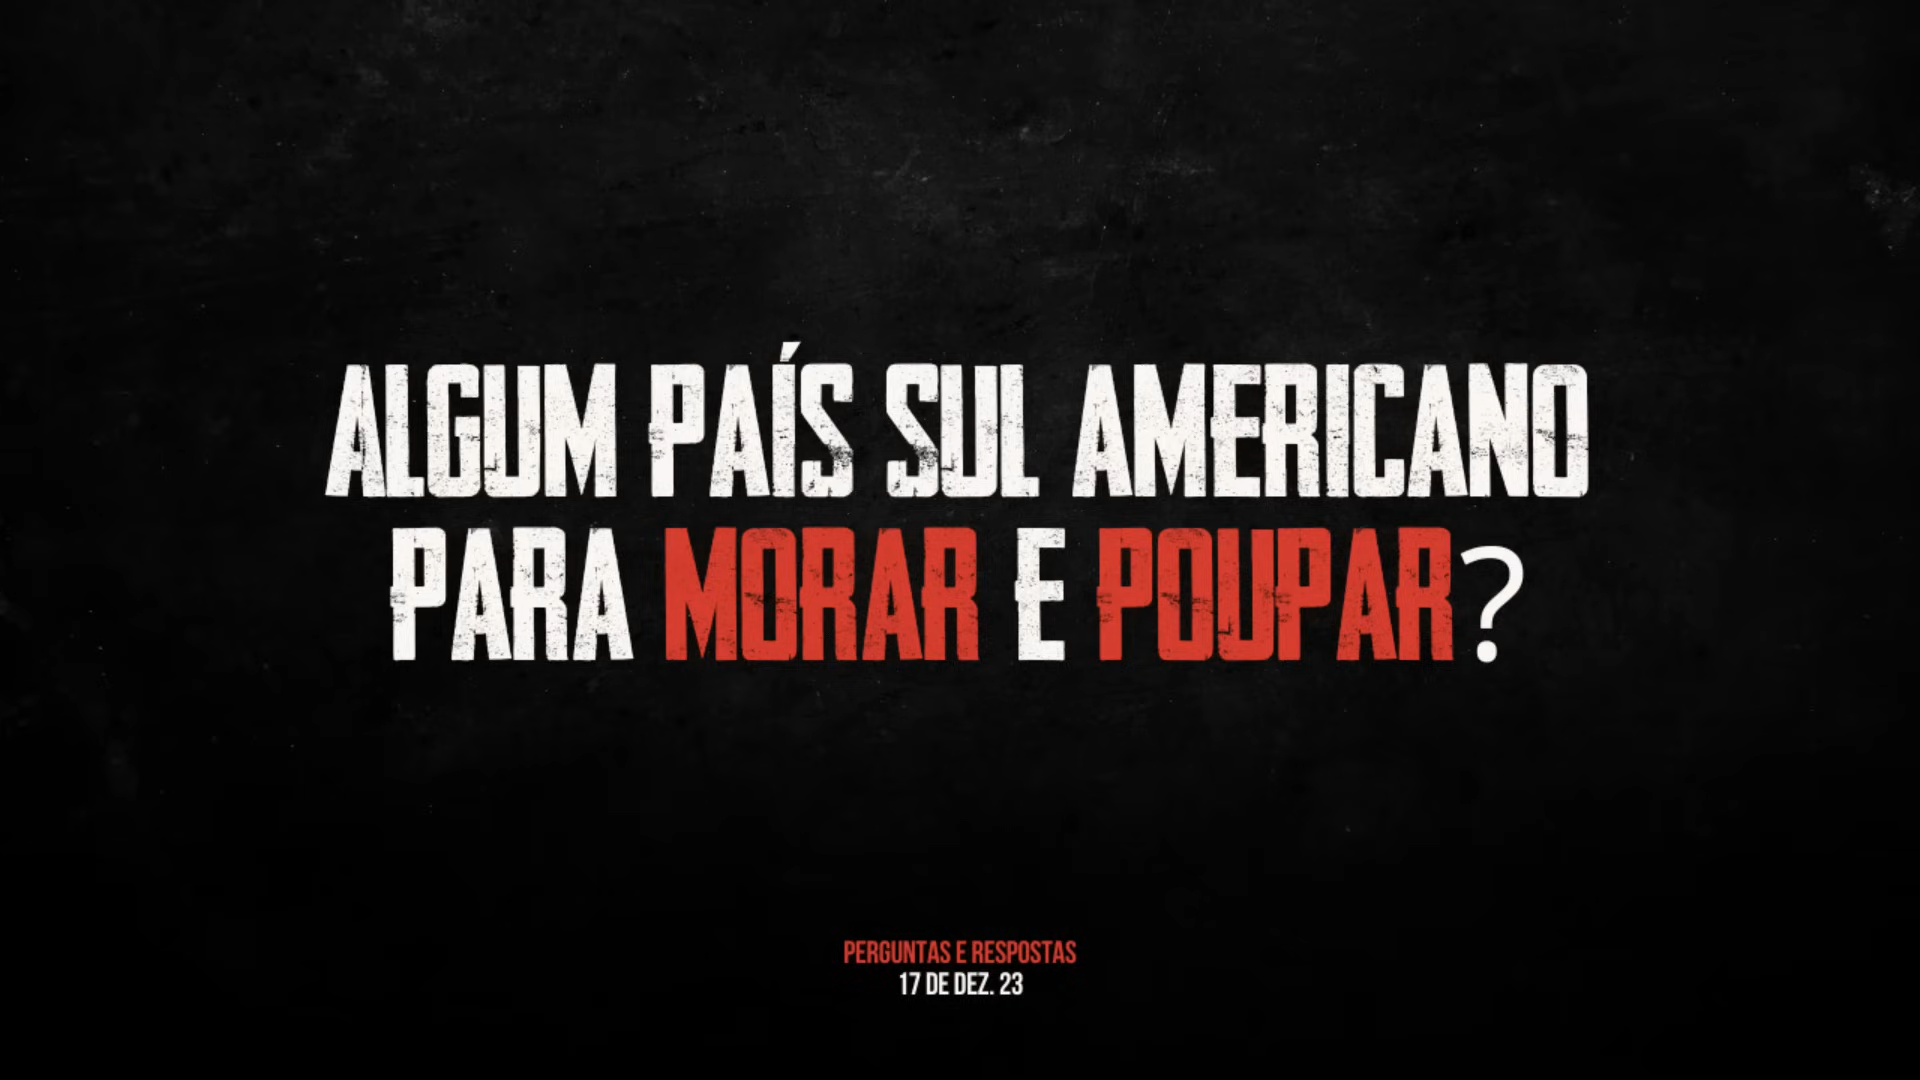 ALGUM PAÍS SUL AMERICANO
PARA MORAR E POUPAR?
PERGUNTAS E RESPOSTAS
17 DE DEZ. 23